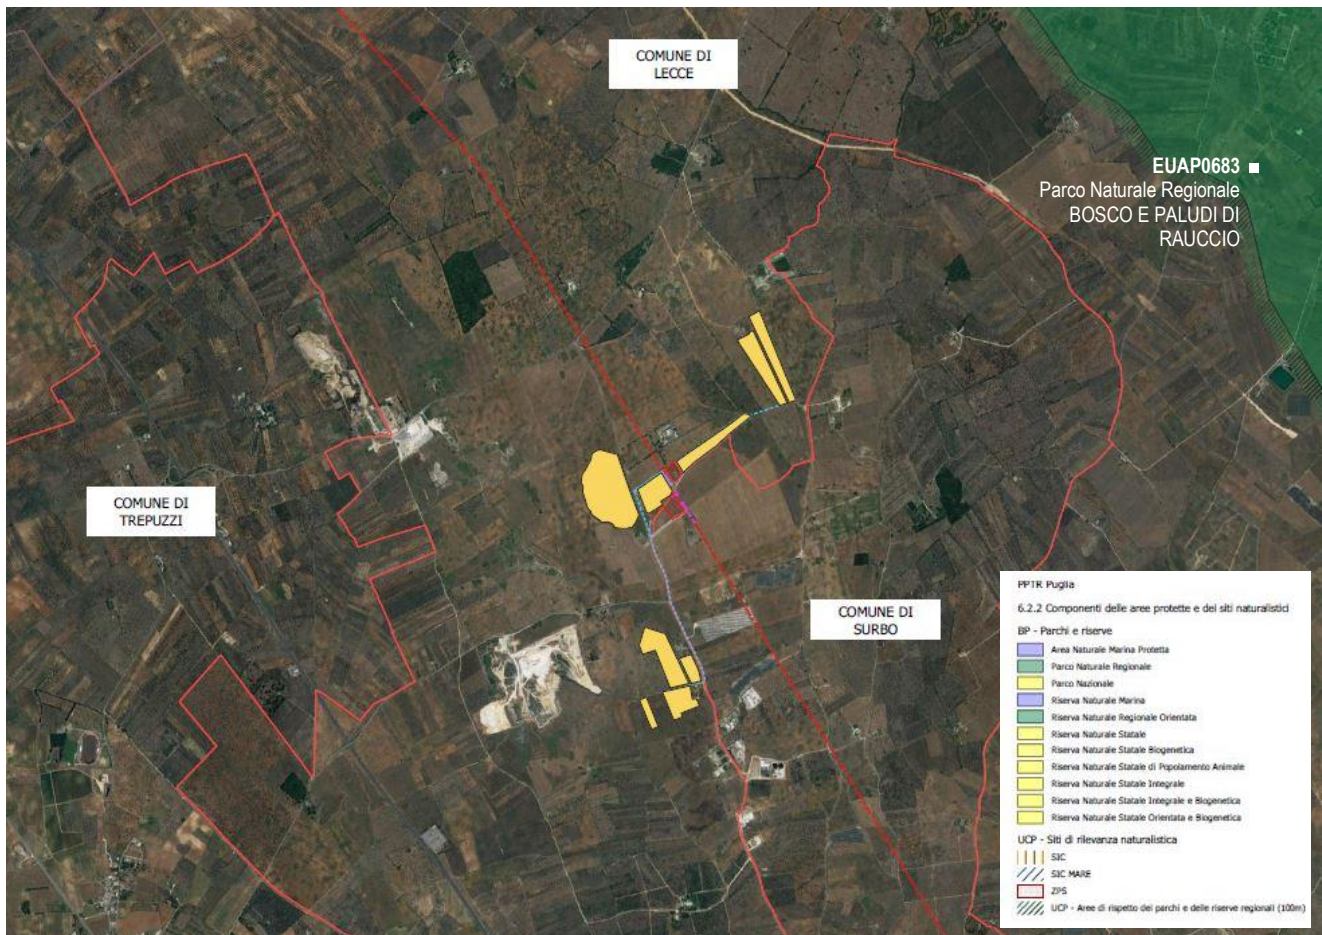 COMUNE DI
LECCE
EUAP0683
Parco Naturale Regionale
BOSCO E PALUDI DI
RAUCCIO
COMUNE DI
TREPUZZI
COMUNE DI
SURBO
PPTR Puglia
6.2.2 Componenti delle aree protette e dei siti naturalistici
BP - Parchi e riserve
Area Naturale Marina Protetta
Parco Naturale Regionale
Parco Nazionale
Riserva Naturale Marina
Riserva Naturale Regionale Orientata
Riserva Naturale Statale
Riserva Naturale Statale Biogenetica
Riserva Naturale Statale di Popolamento Animale
Riserva Naturale Statale Integrale
Riserva Naturale Statale Integrale e Biogenetica
Riserva Naturale Statale Orientata e Biogenetica
UCP - Siti di rilevanza naturalistica
SIC
SIC MARE
ZPS
UCP - Aree di rispetto dei parchi e delle riserve regionali (100m)